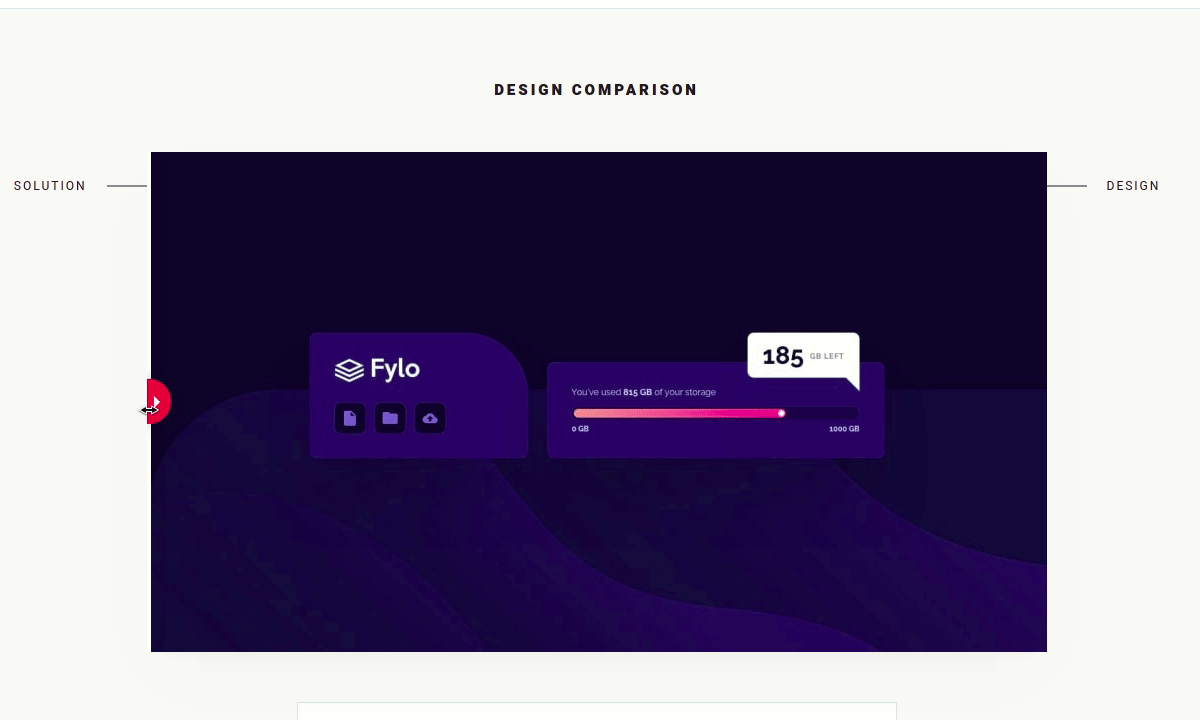 DESIGN COMPARISON
SOLUTION
DESIGN
Fylo
185 GB LEFT
You've used 815 GB of your storage
0 GB
1000 GB